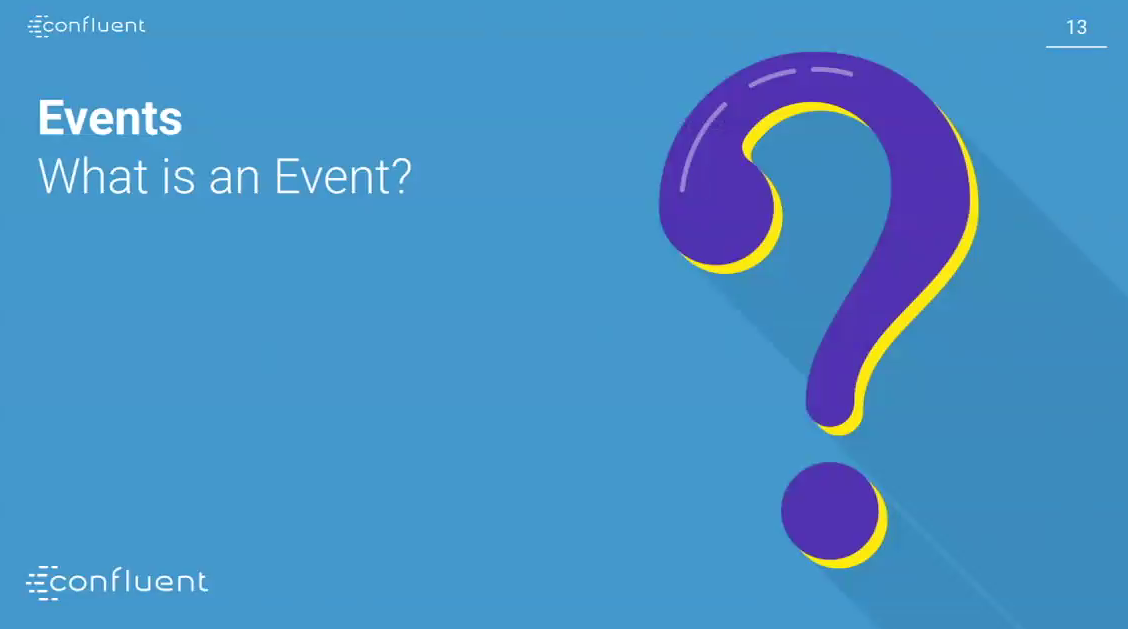 confluent
13
Events
What is an Event?
confluent